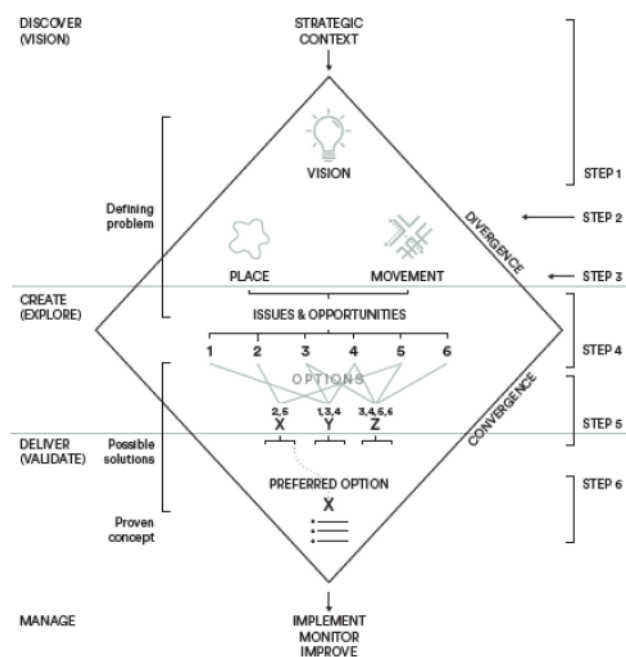 DISCOVER
(VISION)
STRATEGIC
CONTEXT
VISION
STEP 1
Defining
problem
DIVERGENCE
STEP 2
PLACE
MOVEMENT
STEP 3
CREATE
(EXPLORE)
ISSUES & OPPORTUNITIES
1 2 3 4 5 6
STEP 4
OPTIONS
2,5 1,3,4 3,4,5,6
X Y Z
CONVERGENCE
STEP 5
DELIVER
(VALIDATE)
Possible
solutions
PREFERRED OPTION
X
STEP 6
Proven
concept
MANAGE
IMPLEMENT
MONITOR
IMPROVE